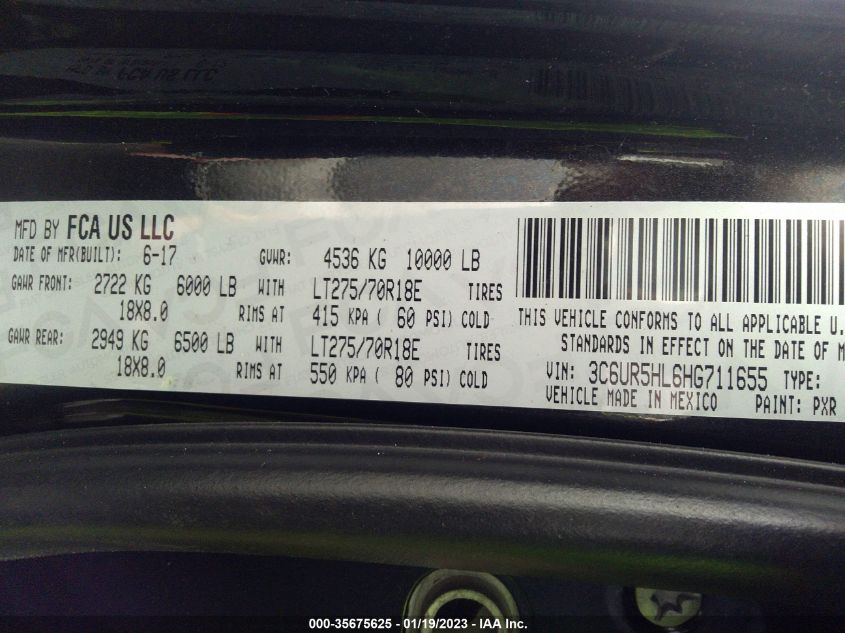 MFD BY FCA US LLC
DATE OF MFR(BUILT): 6-17 GVWR: 4536 KG 10000 LB
GAWR FRONT: 2722 KG 6000 LB WITH LT275/70R18E TIRES
18X8.0 RIMS AT 415 KPA ( 60 PSI) COLD
GAWR REAR: 2949 KG 6500 LB WITH LT275/70R18E TIRES
18X8.0 RIMS AT 550 KPA ( 80 PSI) COLD
THIS VEHICLE CONFORMS TO ALL APPLICABLE U.
STANDARDS IN EFFECT ON THE DATE OF M
VIN: 3C6UR5HL6HG711655 TYPE:
VEHICLE MADE IN MEXICO PAINT: PXR
000-35675625 - 01/19/2023 - IAA Inc.